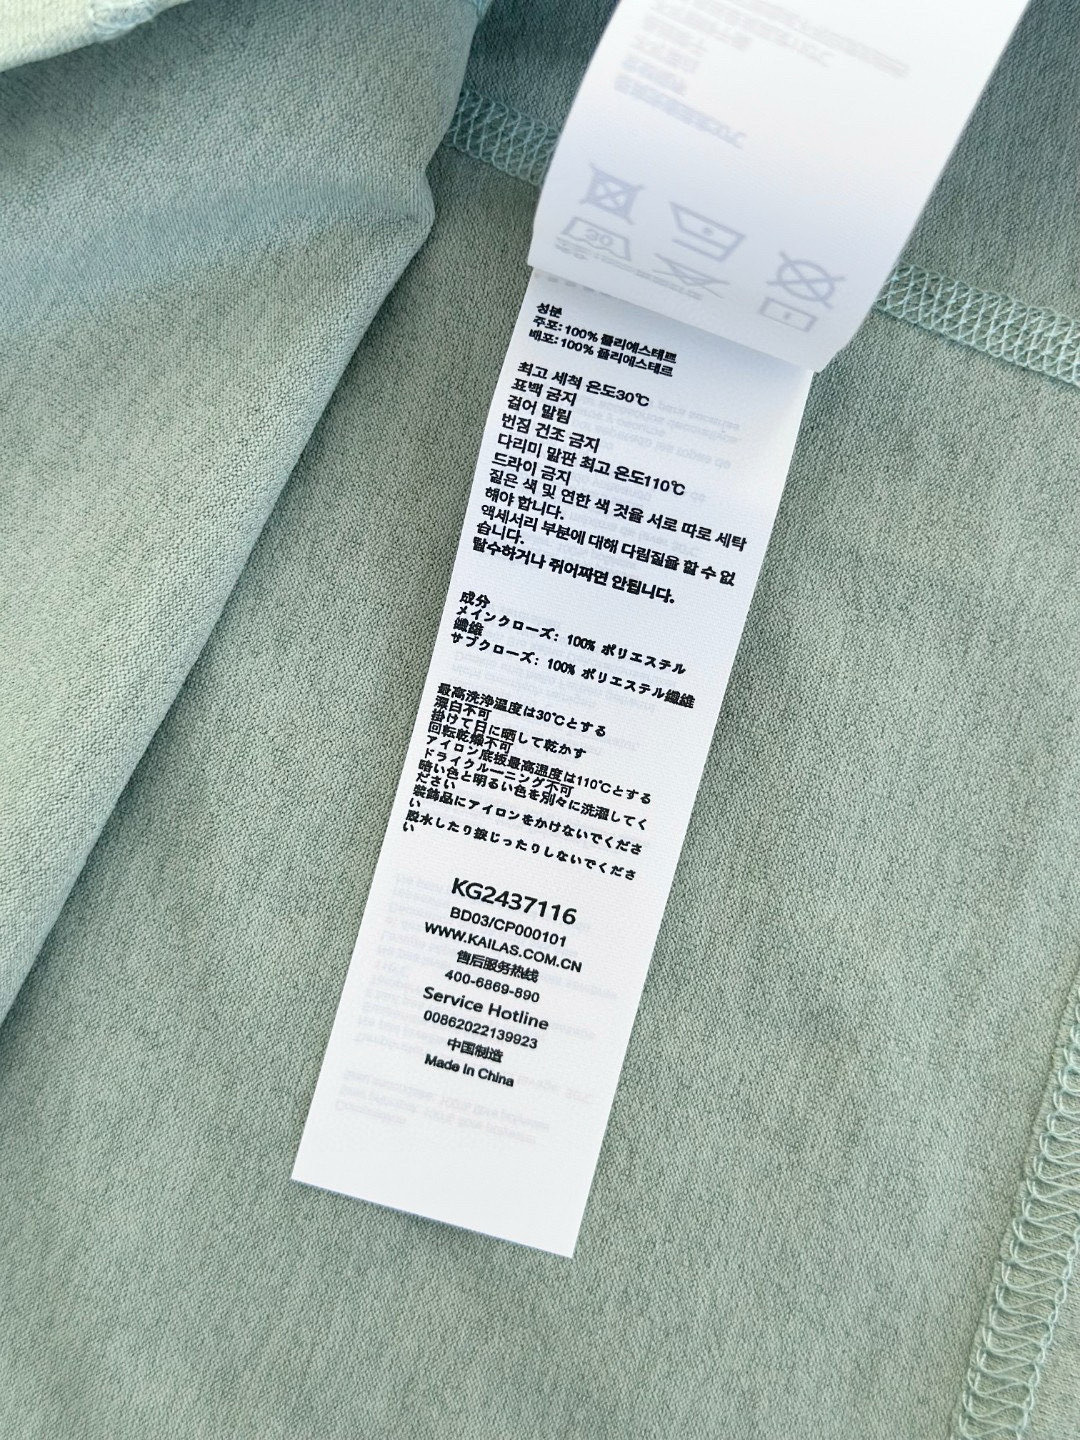 성분
주포: 100% 폴리에스테르
배포: 100% 폴리에스테르
최고 세척 온도30℃
표백 금지
걸어 말림
번짐 건조 금지
다리미 밑판 최고 온도110℃
드라이 금지
짙은 색 및 연한 색 것을 서로 따로 세탁
해야 합니다.
액세서리 부분에 대해 다림질을 할 수 없
습니다.
탈수하거나 쥐어짜면 안됩니다.
成分
メインクローズ: 100% ポリエステル
繊維
サブクローズ: 100% ポリエステル繊維
最高洗浄温度は30℃とする
漂白不可
掛けて日に晒して乾かす
回転乾燥不可
アイロン底板最高温度は110℃とする
ドライクルーニング不可
暗い色と明るい色を別々に洗濯してく
ださい
装飾品にアイロンをかけないでくださ
い
脱水したり捩じったりしないでくださ
い
KG2437116
BD03/CP000101
WWW.KAILAS.COM.CN
售后服务热线
400-6869-890
Service Hotline
00862022139923
中国制造
Made In China